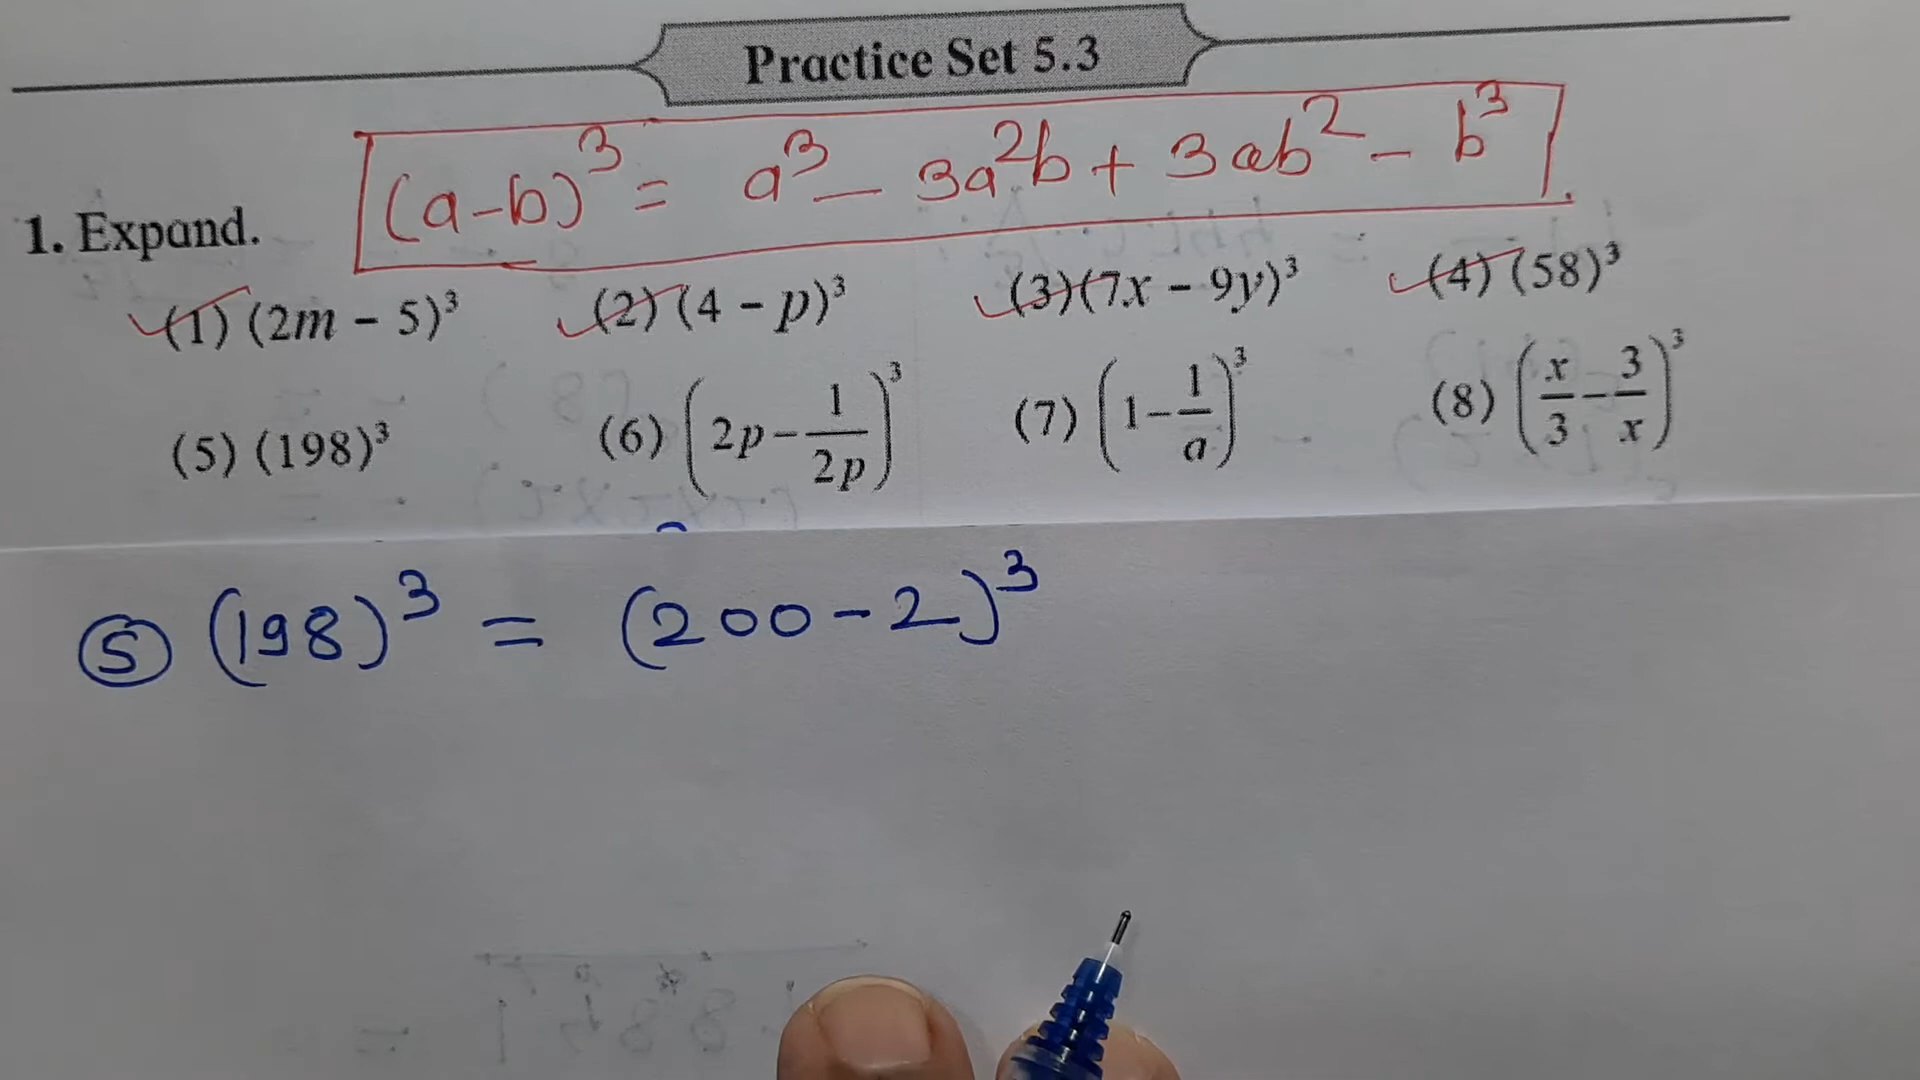 Practice Set 5.3
(a-b)³ = a³ - 3a²b + 3ab² - b³.
1. Expand.
(1) (2m - 5)³ (2) (4 - p)³ (3) (7x - 9y)³ (4) (58)³
(5) (198)³ (6) (2p - 1/2p)³ (7) (1 - 1/a)³ (8) (x/3 - 3/x)³
⑤ (198)³ = (200-2)³